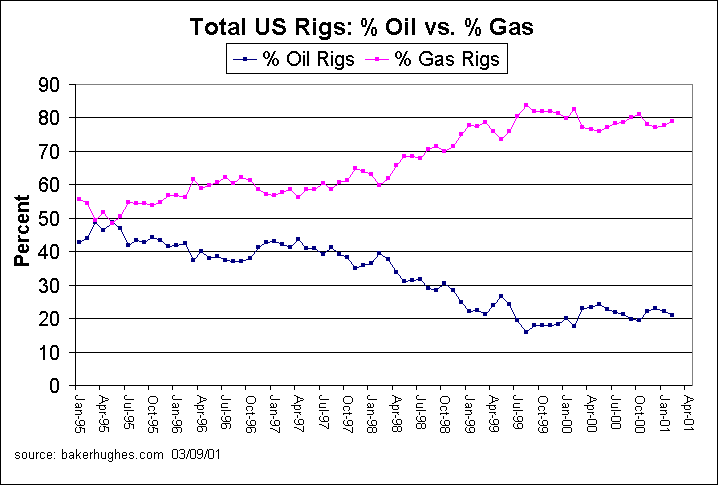 Total US Rigs: % Oil vs. % Gas
% Oil Rigs % Gas Rigs
90
80
70
60
50
40
30
20
10
0
Percent
Jan-95 Apr-95 Jul-95 Oct-95 Jan-96 Apr-96 Jul-96 Oct-96 Jan-97 Apr-97 Jul-97 Oct-97 Jan-98 Apr-98 Jul-98 Oct-98 Jan-99 Apr-99 Jul-99 Oct-99 Jan-00 Apr-00 Jul-00 Oct-00 Jan-01 Apr-01
source: bakerhughes.com 03/09/01